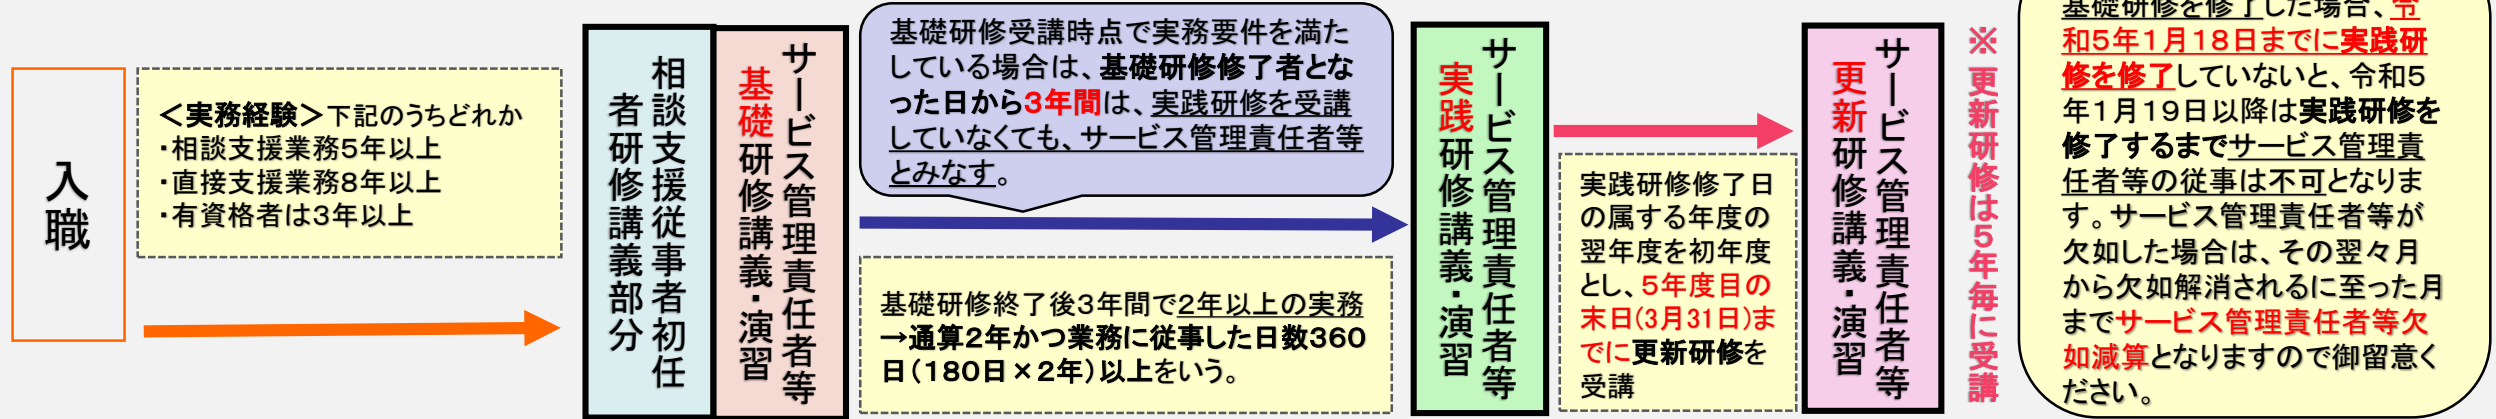 入職
＜実務経験＞下記のうちどれか
・相談支援業務５年以上
・直接支援業務８年以上
・有資格者は３年以上
相談支援従事者初任
者研修講義部分
サービス管理責任者等
基礎研修講義・演習
基礎研修受講時点で実務要件を満た
している場合は、基礎研修修了者とな
った日から３年間は、実践研修を受講
していなくても、サービス管理責任者等
とみなす。
基礎研修終了後３年間で２年以上の実務
→通算２年かつ業務に従事した日数３６０
日（１８０日×２年）以上をいう。
サービス管理責任者等
実践研修講義・演習
実践研修修了日
の属する年度の
翌年度を初年度
とし、５年度目の
末日(3月31日)ま
でに更新研修を
受講
サービス管理責任者等
更新研修講義・演習
※更新研修は５年毎に受講
基礎研修を修了した場合、令
和５年１月１８日までに実践研
修を修了していないと、令和５
年１月１９日以降は実践研修を
修了するまでサービス管理責
任者等の従事は不可となりま
す。サービス管理責任者等が
欠如した場合は、その翌々月
から欠如解消されるに至った月
までサービス管理責任者等欠
如減算となりますので御留意く
ださい。